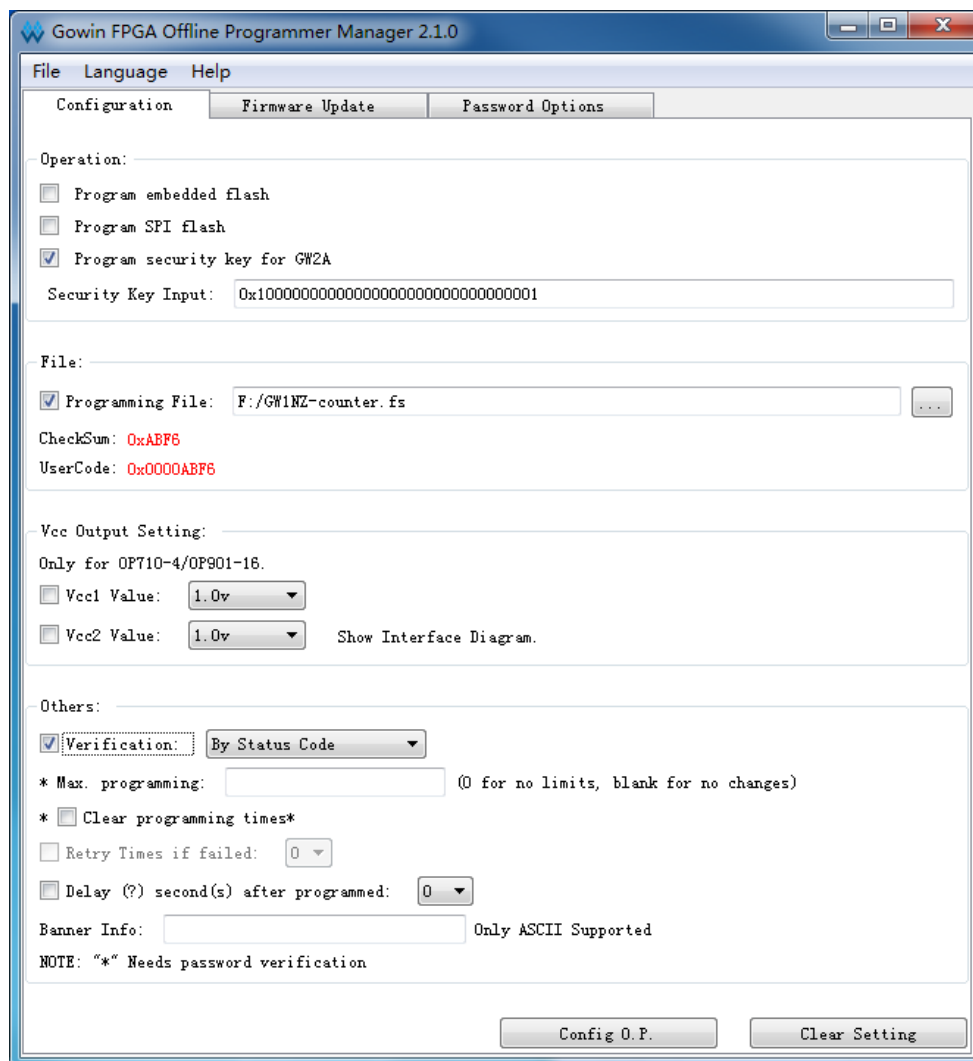 Gowin FPGA Offline Programmer Manager 2.1.0
File Language Help
Configuration Firmware Update Password Options
Operation:
Program embedded flash
Program SPI flash
Program security key for GW2A
Security Key Input: 0x10000000000000000000000000000001
File:
Programming File: F:/GW1NZ-counter.fs ...
CheckSum: 0xABF6
UserCode: 0x0000ABF6
Vcc Output Setting:
Only for OP710-4/OP901-16.
Vcc1 Value: 1.0v
Vcc2 Value: 1.0v Show Interface Diagram.
Others:
Verification: By Status Code
* Max. programming: (0 for no limits, blank for no changes)
* Clear programming times*
Retry Times if failed: 0
Delay (?) second(s) after programmed: 0
Banner Info: Only ASCII Supported
NOTE: "*" Needs password verification
Config O.P. Clear Setting